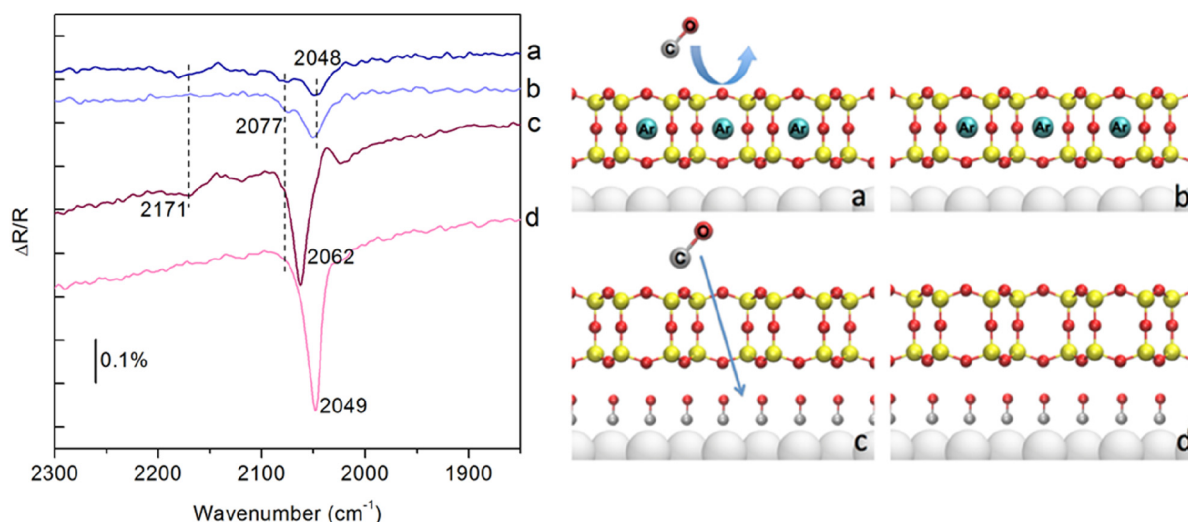 a
2048
b
2077
c
2171
d
2062
0.1%
2049
ΔR/R
2300 2200 2100 2000 1900
Wavenumber (cm⁻¹)
C O
Ar Ar Ar
a
Ar Ar Ar
b
C O
c
d